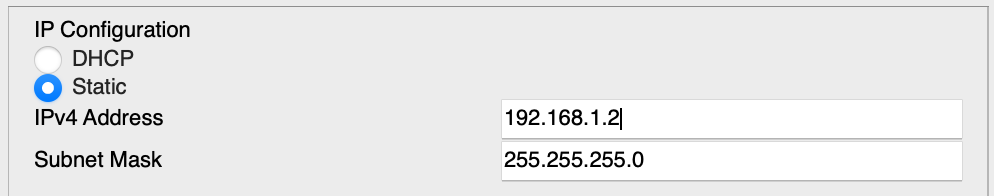 IP Configuration
DHCP
Static
IPv4 Address 192.168.1.2
Subnet Mask 255.255.255.0